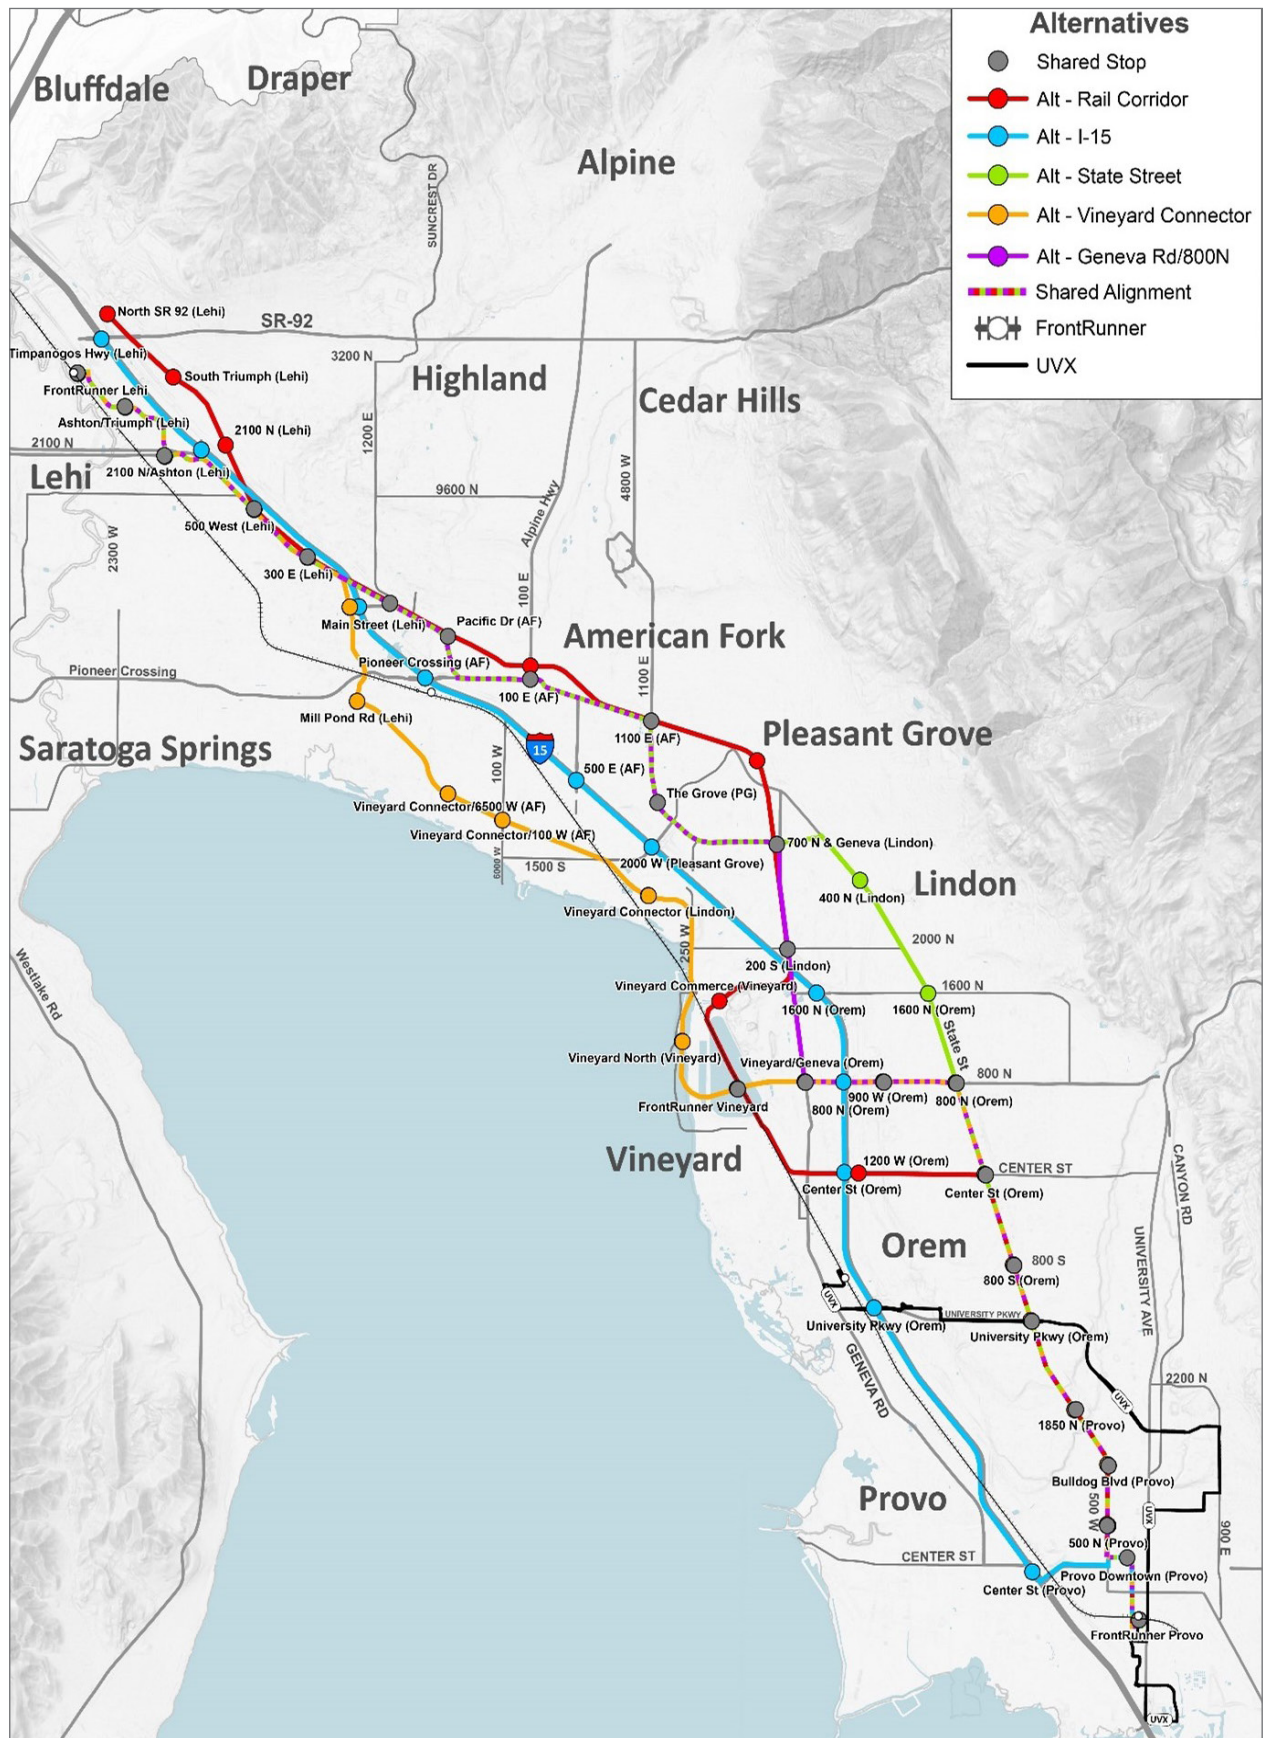 Alternatives
Shared Stop
Alt - Rail Corridor
Alt - I-15
Alt - State Street
Alt - Vineyard Connector
Alt - Geneva Rd/800N
Shared Alignment
FrontRunner
UVX
Bluffdale
Draper
Alpine
SUNCREST DR
North SR 92 (Lehi)
SR-92
Timpanogos Hwy (Lehi)
3200 N
South Triumph (Lehi)
Highland
FrontRunner Lehi
Cedar Hills
Ashton/Triumph (Lehi)
2100 N (Lehi)
1200 E
2100 N
2100 N/Ashton (Lehi)
Lehi
4800 W
9600 N
Alpine Hwy
500 West (Lehi)
2300 W
300 E (Lehi)
100 E
Main Street (Lehi)
Pacific Dr (AF)
American Fork
Pioneer Crossing (AF)
Pioneer Crossing
1100 E
100 E (AF)
Mill Pond Rd (Lehi)
1100 E (AF)
Pleasant Grove
Saratoga Springs
15
100 W
500 E (AF)
The Grove (PG)
Vineyard Connector/6500 W (AF)
Vineyard Connector/100 W (AF)
700 N & Geneva (Lindon)
6000 W
1500 S
2000 W (Pleasant Grove)
Lindon
400 N (Lindon)
Vineyard Connector (Lindon)
250 W
2000 N
200 S (Lindon)
Westlake Rd
Vineyard Commerce (Vineyard)
1600 N
1600 N (Orem)
1600 N (Orem)
State St
Vineyard North (Vineyard)
Vineyard/Geneva (Orem)
800 N
FrontRunner Vineyard
900 W (Orem)
800 N (Orem)
800 N (Orem)
Vineyard
1200 W (Orem)
CENTER ST
Center St (Orem)
Center St (Orem)
CANYON RD
UNIVERSITY AVE
Orem
800 S
800 S (Orem)
UVX
UNIVERSITY PKWY
University Pkwy (Orem)
University Pkwy (Orem)
GENEVA RD
2200 N
UVX
1850 N (Provo)
Bulldog Blvd (Provo)
Provo
500 W
UVX
900 E
500 N (Provo)
CENTER ST
Provo Downtown (Provo)
Center St (Provo)
FrontRunner Provo
UVX